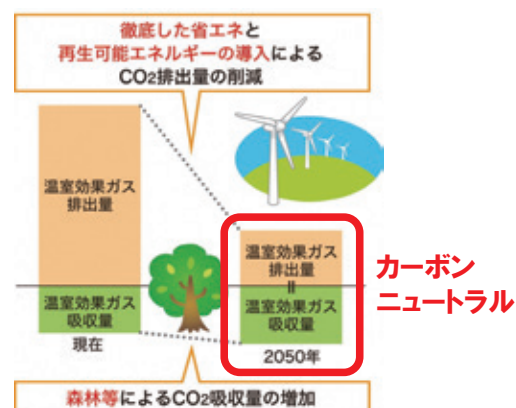 徹底した省エネと
再生可能エネルギーの導入による
CO2排出量の削減
温室効果ガス
排出量
温室効果ガス
吸収量
現在
温室効果ガス
排出量
=
温室効果ガス
吸収量
2050年
カーボン
ニュートラル
森林等によるCO2吸収量の増加